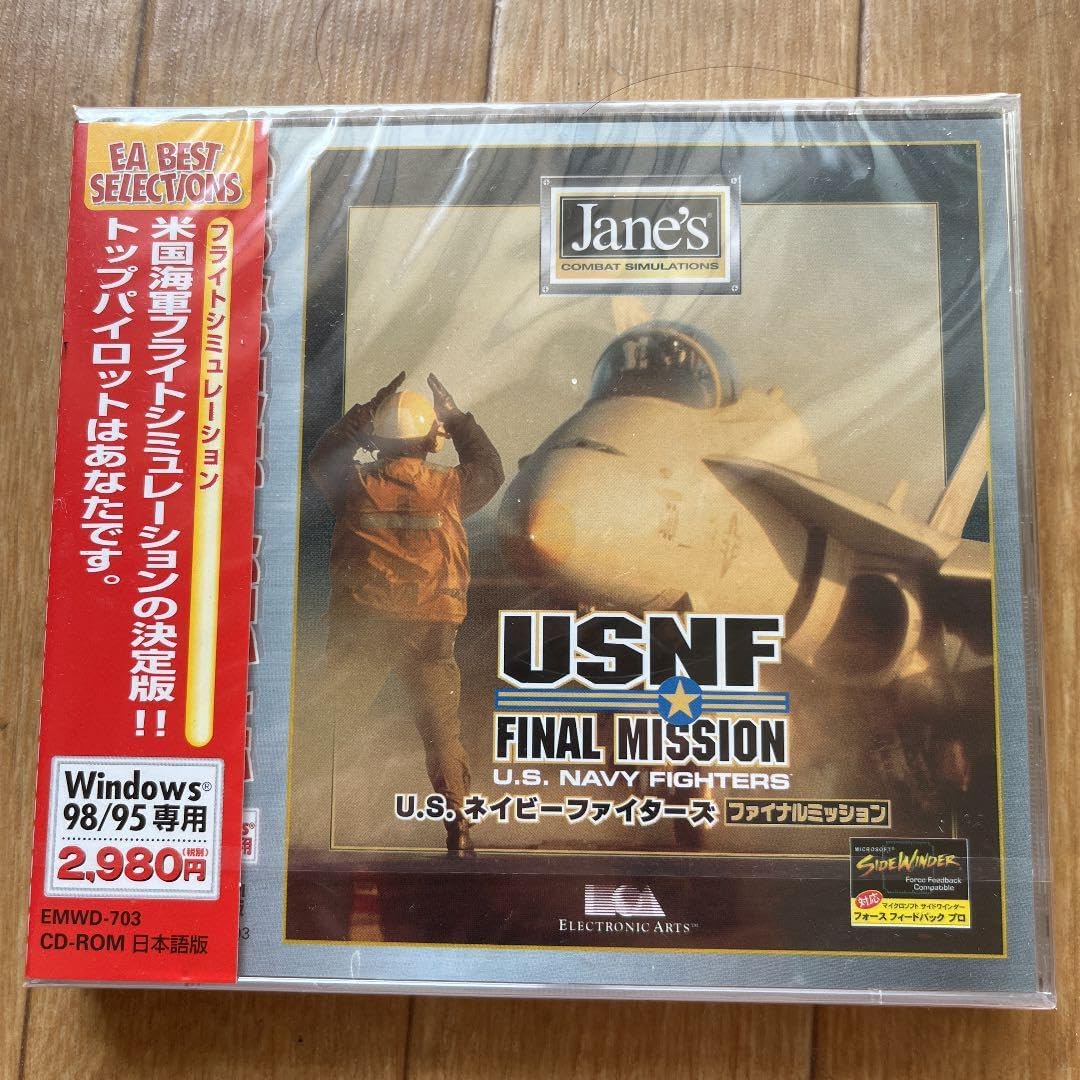 EA BEST
SELECTIONS
フライトシミュレーション
米国海軍フライトシミュレーションの決定版!!
トップパイロットはあなたです。
Windows®
98/95専用
2,980円(税別)
EMWD-703
CD-ROM 日本語版
Jane's®
COMBAT SIMULATIONS
USNF
FINAL MISSION
U.S. NAVY FIGHTERS
U.S. ネイビーファイターズ ファイナルミッション
MICROSOFT®
SIDEWINDER
Force Feedback
Compatible
対応 マイクロソフト サイドワインダー
フォース フィードバック プロ
ELECTRONIC ARTS™